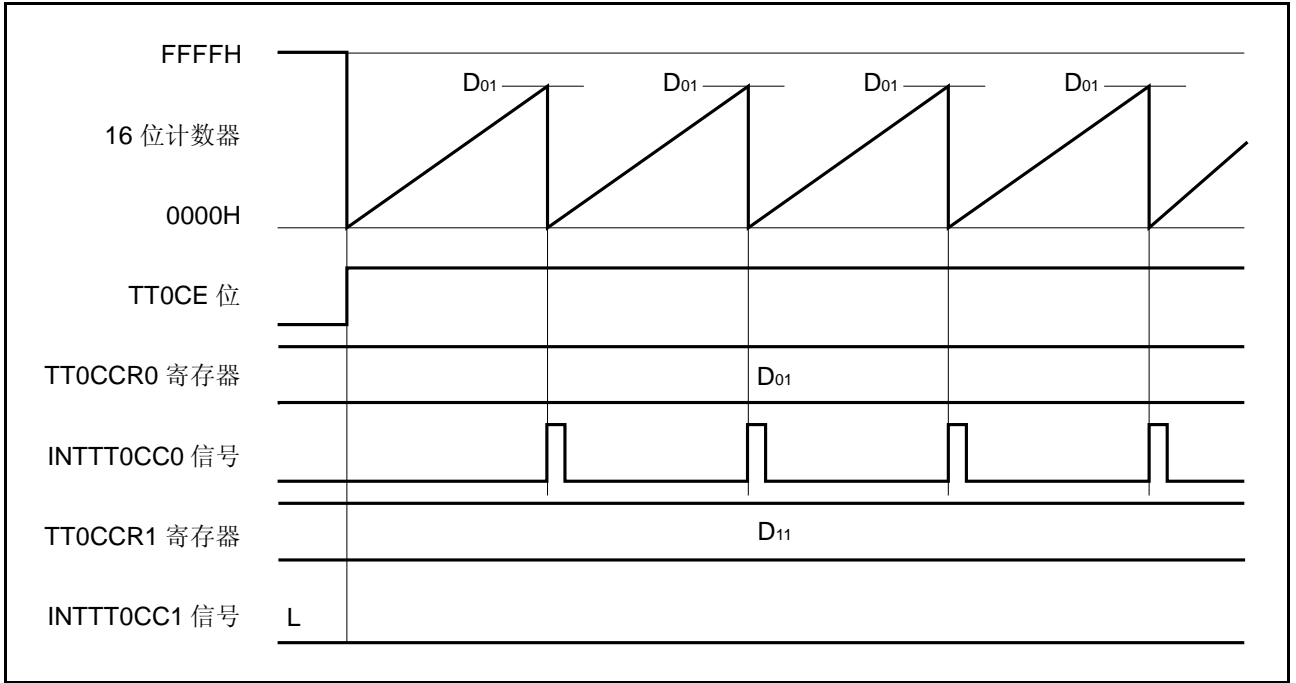 FFFFH
D01 D01 D01 D01
16 位计数器
0000H
TT0CE 位
TT0CCR0 寄存器 D01
INTTT0CC0 信号
TT0CCR1 寄存器 D11
INTTT0CC1 信号 L